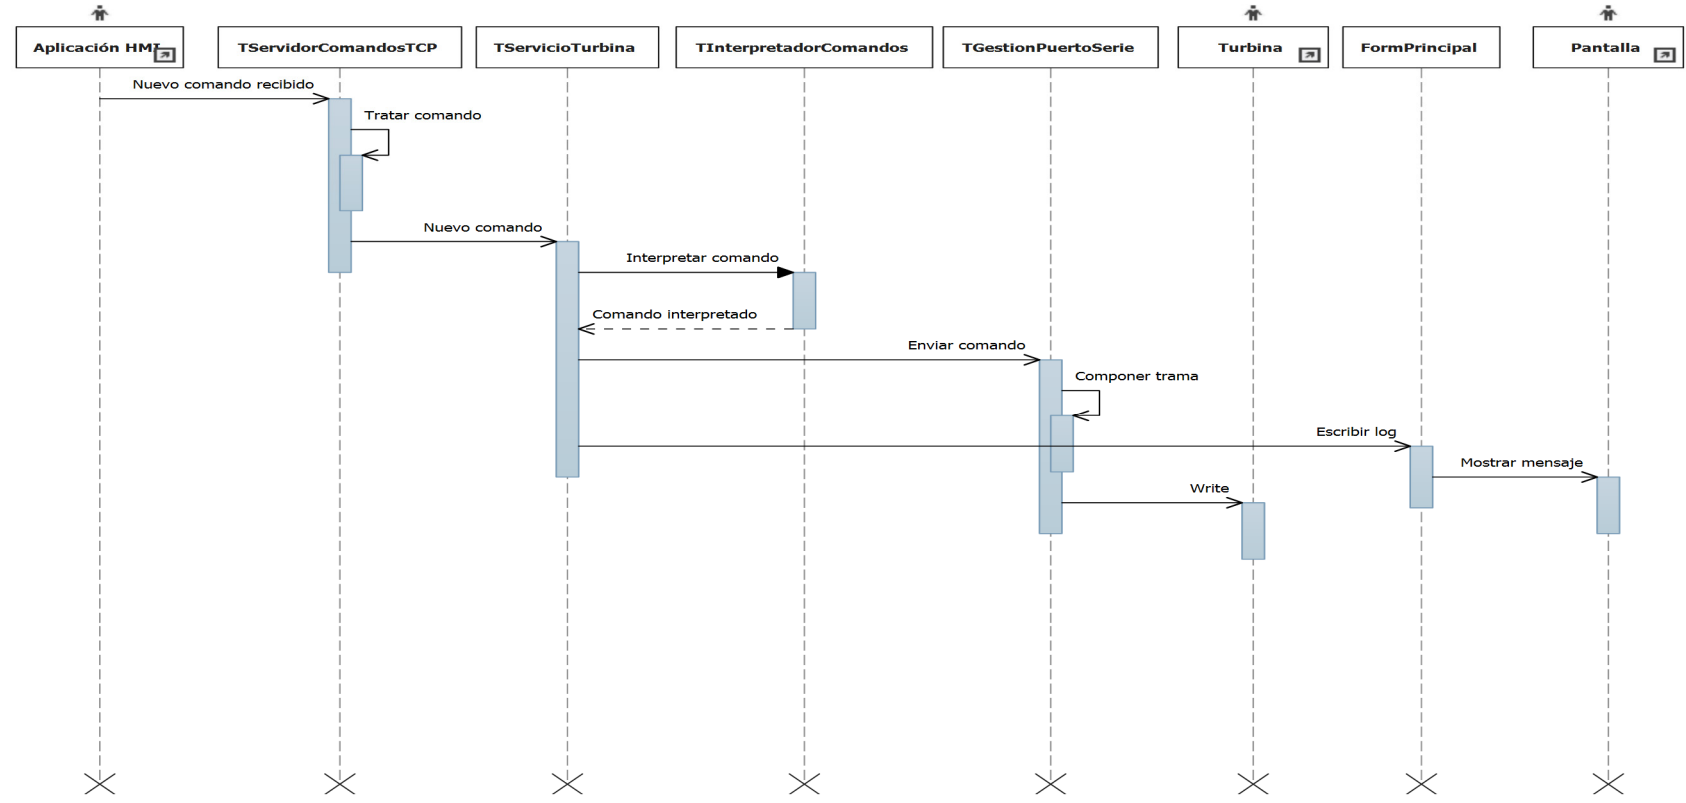 Aplicación HMI
TServidorComandosTCP
TServicioTurbina
TInterpretadorComandos
TGestionPuertoSerie
Turbina
FormPrincipal
Pantalla
Nuevo comando recibido
Tratar comando
Nuevo comando
Interpretar comando
Comando interpretado
Enviar comando
Componer trama
Escribir log
Mostrar mensaje
Write